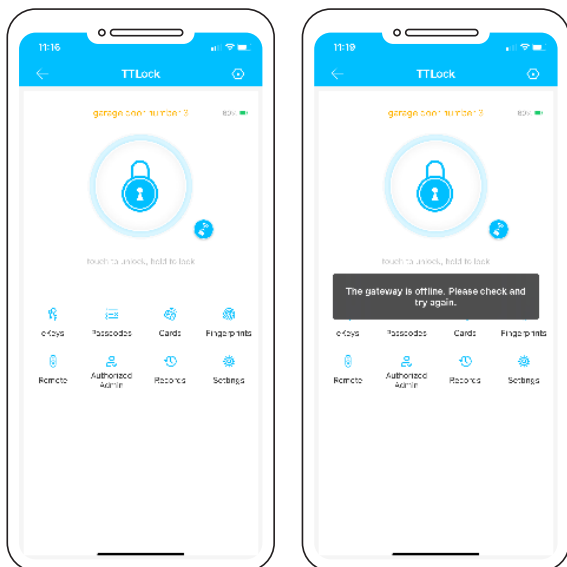 11:16
TTLock
garage door number 3
80%
touch to unlock, hold to lock
eKeys
Passcodes
Cards
Fingerprints
Remote
Authorized
Admin
Records
Settings
11:19
TTLock
garage door number 3
80%
touch to unlock, hold to lock
The gateway is offline. Please check and
try again.
eKeys
Passcodes
Cards
Fingerprints
Remote
Authorized
Admin
Records
Settings